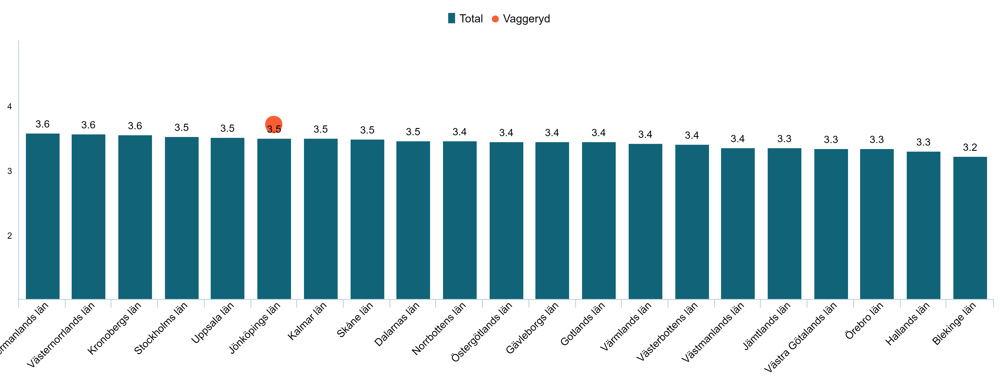 Total Vaggeryd
4
3
2
3.6 3.6 3.6 3.5 3.5 3.5 3.5 3.5 3.5 3.4 3.4 3.4 3.4 3.4 3.4 3.4 3.3 3.3 3.3 3.3 3.2
ermanlands län
Västernorrlands län
Kronobergs län
Stockholms län
Uppsala län
Jönköpings län
Kalmar län
Skåne län
Dalarnas län
Norrbottens län
Östergötlands län
Gävleborgs län
Gotlands län
Värmlands län
Västerbottens län
Västmanlands län
Jämtlands län
Västra Götalands län
Örebro län
Hallands län
Blekinge län